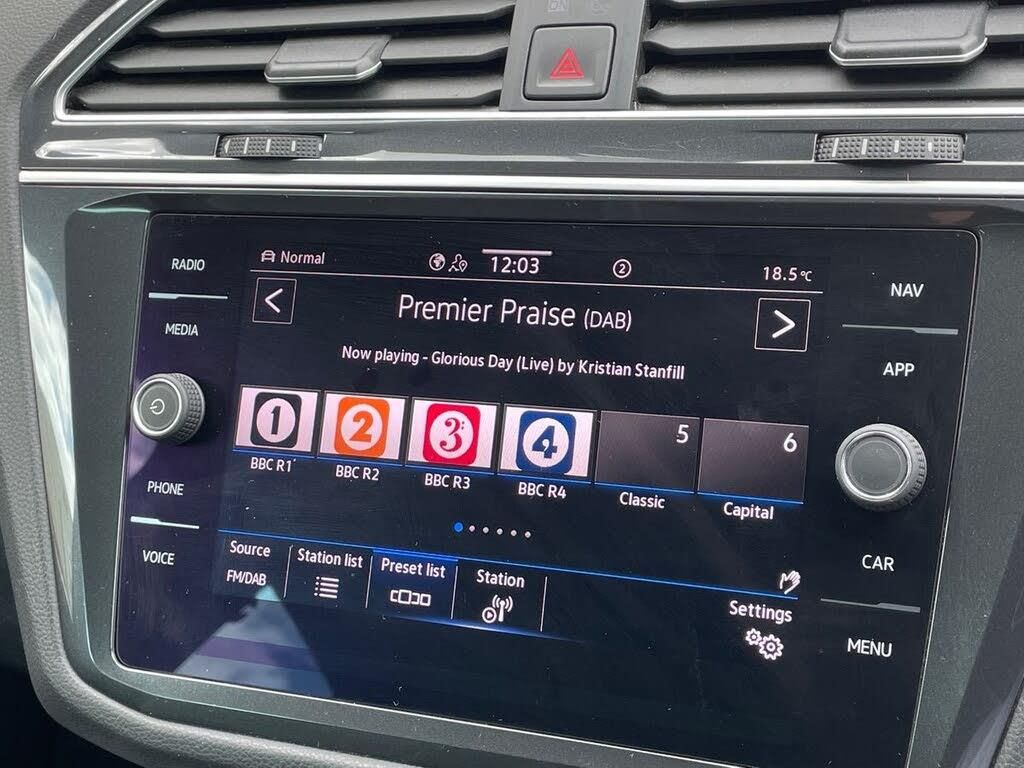 RADIO
MEDIA
PHONE
VOICE
Normal
12:03
2
18.5°C
Premier Praise (DAB)
Now playing - Glorious Day (Live) by Kristian Stanfill
1
2
3
4
5
6
BBC R1'
BBC R2
BBC R3
BBC R4
Classic
Capital
Source
FM/DAB
Station list
Preset list
Station
Settings
NAV
APP
CAR
MENU